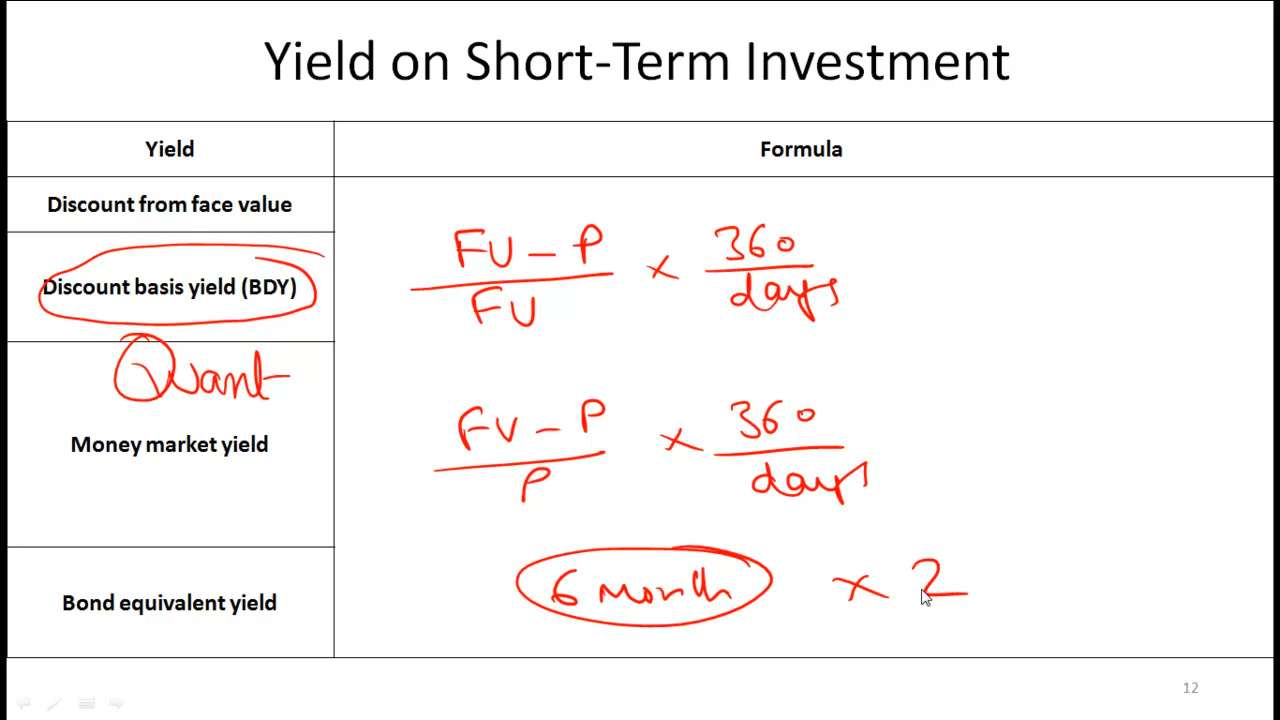 Yield on Short-Term Investment
Yield Formula
Discount from face value
Discount basis yield (BDY)
FV - P
FV
× 360
days
Quant
Money market yield
FV - P
P
× 360
days
Bond equivalent yield
6 month × 2
12